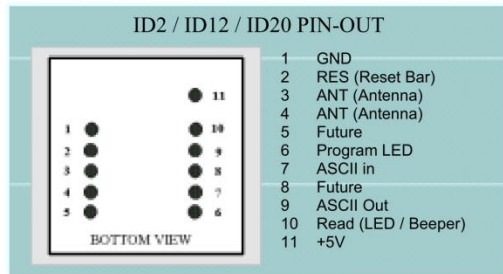 ID2 / ID12 / ID20 PIN-OUT
11
1 10
2 9
3 8
4 7
5 6
BOTTOM VIEW
1 GND
2 RES (Reset Bar)
3 ANT (Antenna)
4 ANT (Antenna)
5 Future
6 Program LED
7 ASCII in
8 Future
9 ASCII Out
10 Read (LED / Beeper)
11 +5V